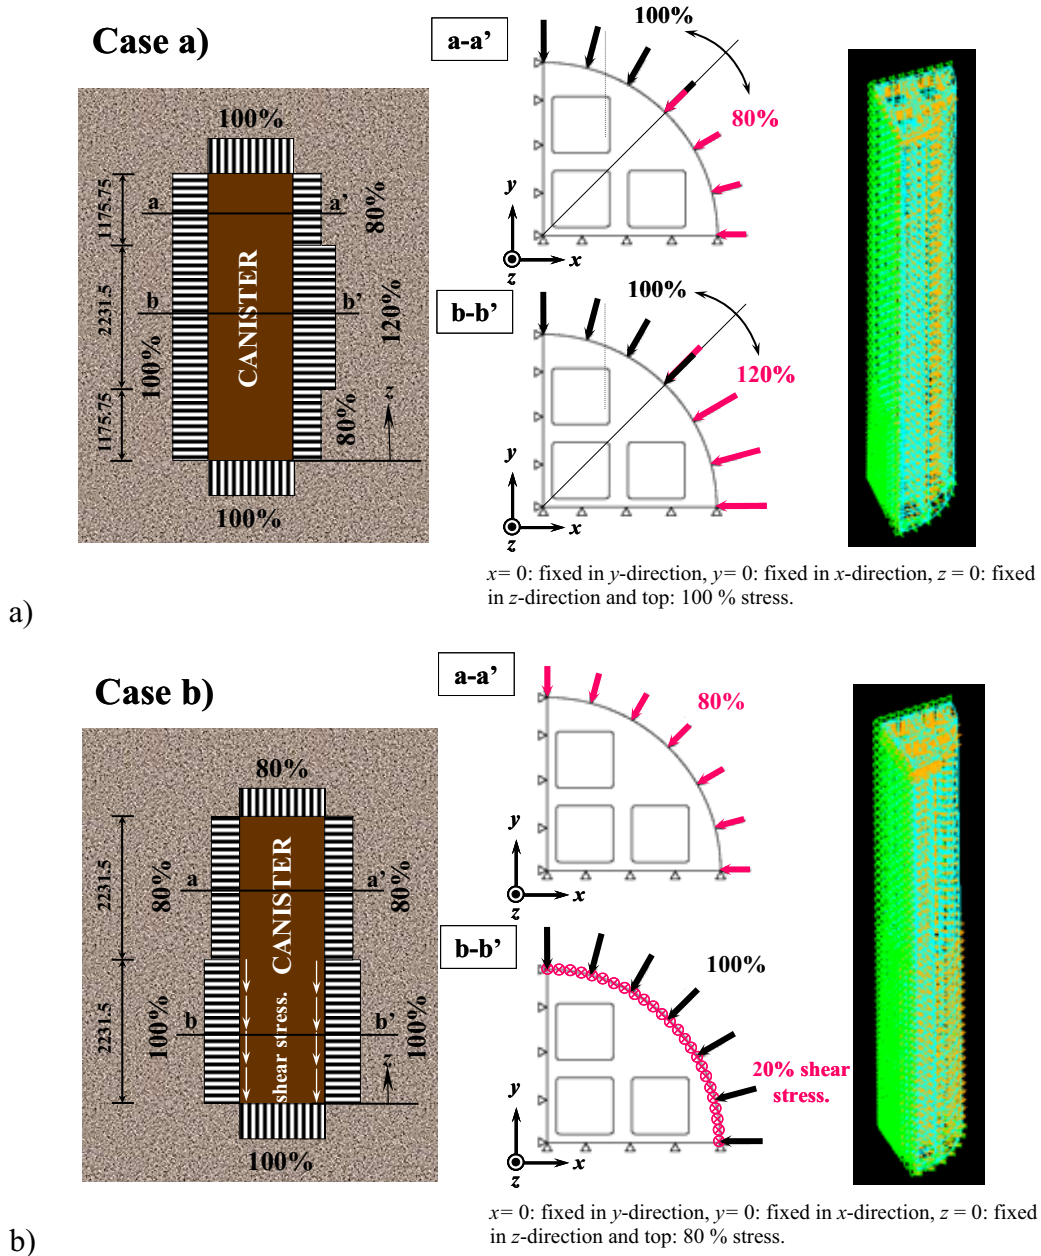 Case a)
100%
a
a'
80%
1175.75
2231.5
1175.75
CANISTER
b
b'
120%
100%
80%
z
100%
a-a'
100%
80%
y
x
z
b-b'
100%
120%
y
x
z
x= 0: fixed in y-direction, y= 0: fixed in x-direction, z = 0: fixed
in z-direction and top: 100 % stress.
a)
Case b)
80%
2231.5
2231.5
80%
a
a'
80%
CANISTER
shear stress.
100%
b
b'
100%
z
100%
a-a'
80%
y
x
z
b-b'
100%
20% shear
stress.
y
x
z
x= 0: fixed in y-direction, y= 0: fixed in x-direction, z = 0: fixed
in z-direction and top: 80 % stress.
b)